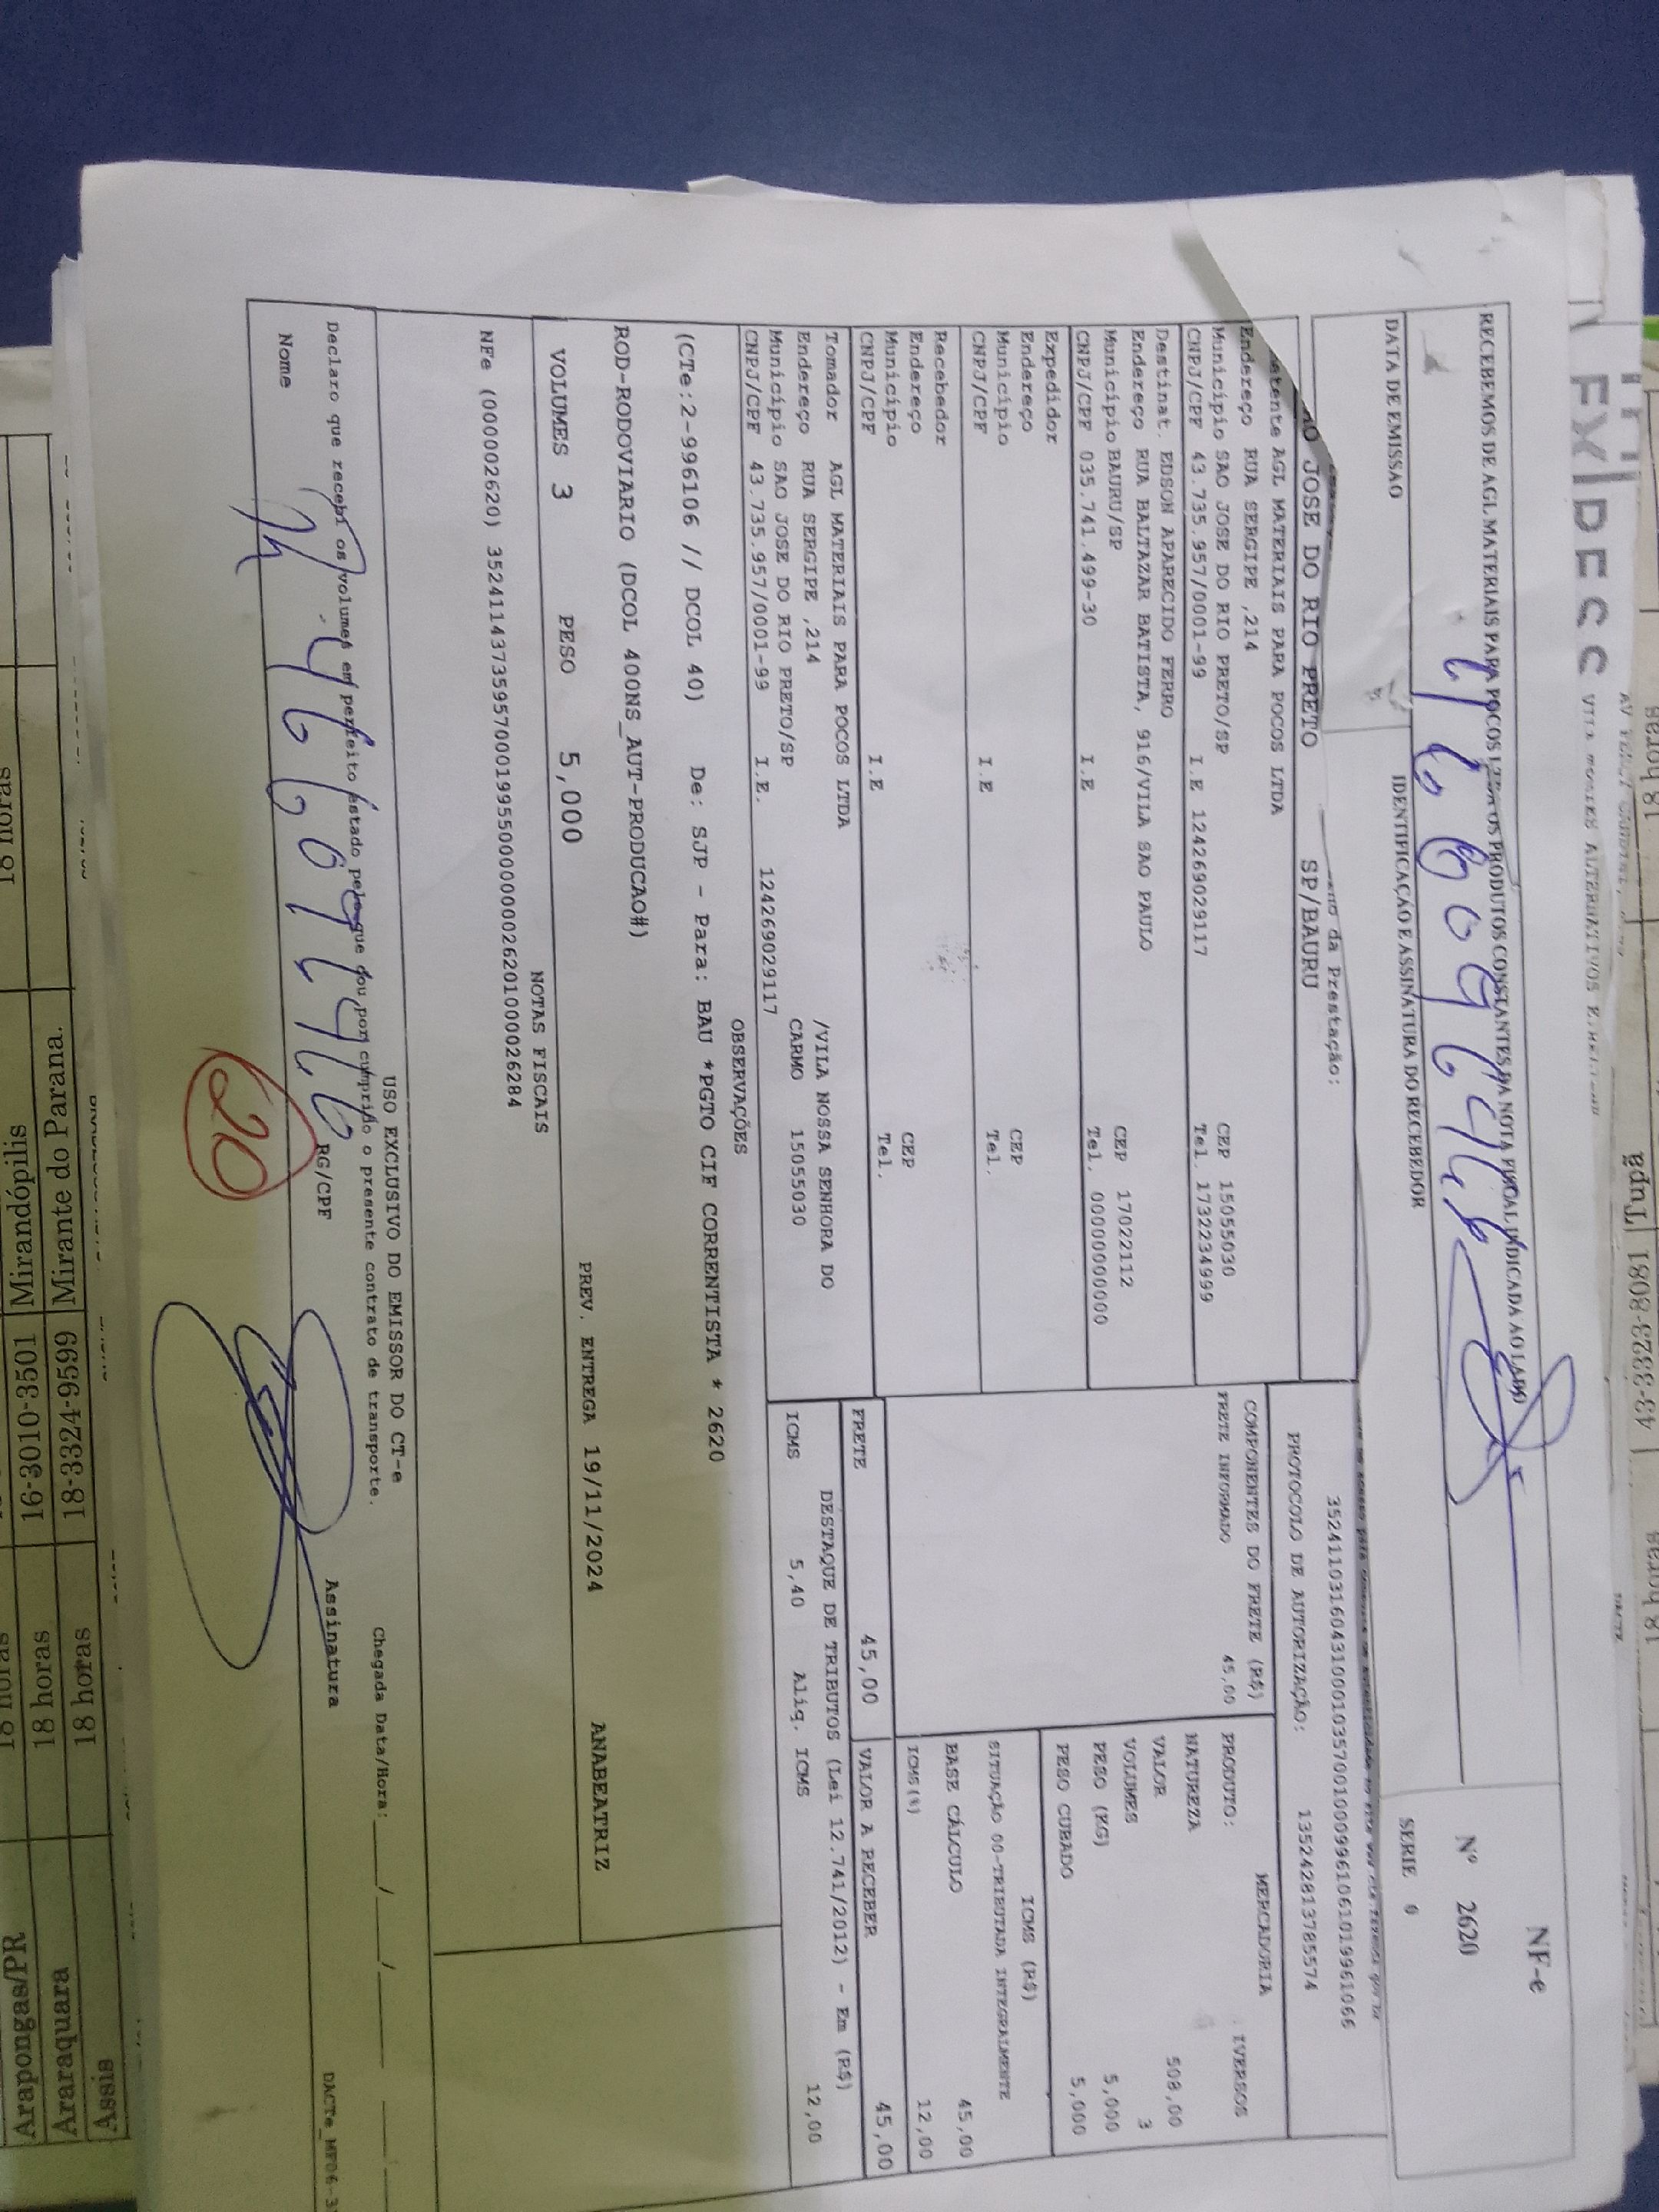 NF-e
RECEBEMOS DE AGL MATERIAIS PARA POCOS LTDA OS PRODUTOS CONSTANTES DA NOTA FISCAL INDICADA AO LADO
Nº 2620
SERIE 0
DATA DE EMISSAO
IDENTIFICAÇÃO E ASSINATURA DO RECEBEDOR
da Prestação:
JOSE DO RIO PRETO
SP/BAURU
PROTOCOLO DE AUTORIZAÇÃO:
135242813785574
AGL MATERIAIS PARA POCOS LTDA
Endereço RUA SERGIPE ,214
CEP 15055030
Município SAO JOSE DO RIO PRETO/SP
Tel. 1732234999
CNPJ/CPF 43.735.957/0001-99
I.E 124269029117
Destinat. EDSON APARECIDO FERRO
Endereço RUA BALTAZAR BATISTA, 916/VILA SAO PAULO
CEP 17022112
Município BAURU/SP
Tel. 00000000000
CNPJ/CPF 035.741.499-30
I.E
Expedidor
Endereço
CEP
Município
Tel.
CNPJ/CPF
I.E
Recebedor
Endereço
CEP
Município
Tel.
CNPJ/CPF
I.E
Tomador AGL MATERIAIS PARA POCOS LTDA
Endereço RUA SERGIPE ,214
/VILA NOSSA SENHORA DO
CARMO 15055030
Município SAO JOSE DO RIO PRETO/SP
CNPJ/CPF 43.735.957/0001-99
I.E. 124269029117
COMPONENTES DO FRETE (R$)
FRETE INFORMADO 45,00
MERCADORIA
PRODUTO:
NATUREZA
VALOR 508,00
VOLUMES 3
PESO (KG) 5,000
PESO CUBADO 5,000
ICMS (R$)
SITUAÇÃO 00-TRIBUTADA INTEGRALMENTE
BASE CÁLCULO 45,00
ICMS(%) 12,00
FRETE 45,00
VALOR A RECEBER 45,00
DESTAQUE DE TRIBUTOS (Lei 12.741/2012) - Em (R$)
ICMS 5,40 Aliq. ICMS 12,00
OBSERVAÇÕES
(CTe:2-996106 // DCOL 40) De: SJP - Para: BAU *PGTO CIF CORRENTISTA * 2620
ROD-RODOVIARIO (DCOL 400NS_AUT-PRODUCAO#)
VOLUMES 3 PESO 5,000 PREV. ENTREGA 19/11/2024 ANABEATRIZ
NOTAS FISCAIS
NFe (000002620) 35241143735957000199550000000026201000026284
USO EXCLUSIVO DO EMISSOR DO CT-e
Declaro que recebi os volumes em perfeito estado pelo que dou por cumprido o presente contrato de transporte.
Chegada Data/Hora: / /
Nome RG/CPF Assinatura
620
Tupã
43-3323-8081
18 horas
Mirandópilis
16-3010-3501
18 horas
Arapongas/PR
Mirante do Parana.
18-3324-9599
18 horas
Araraquara
Assis